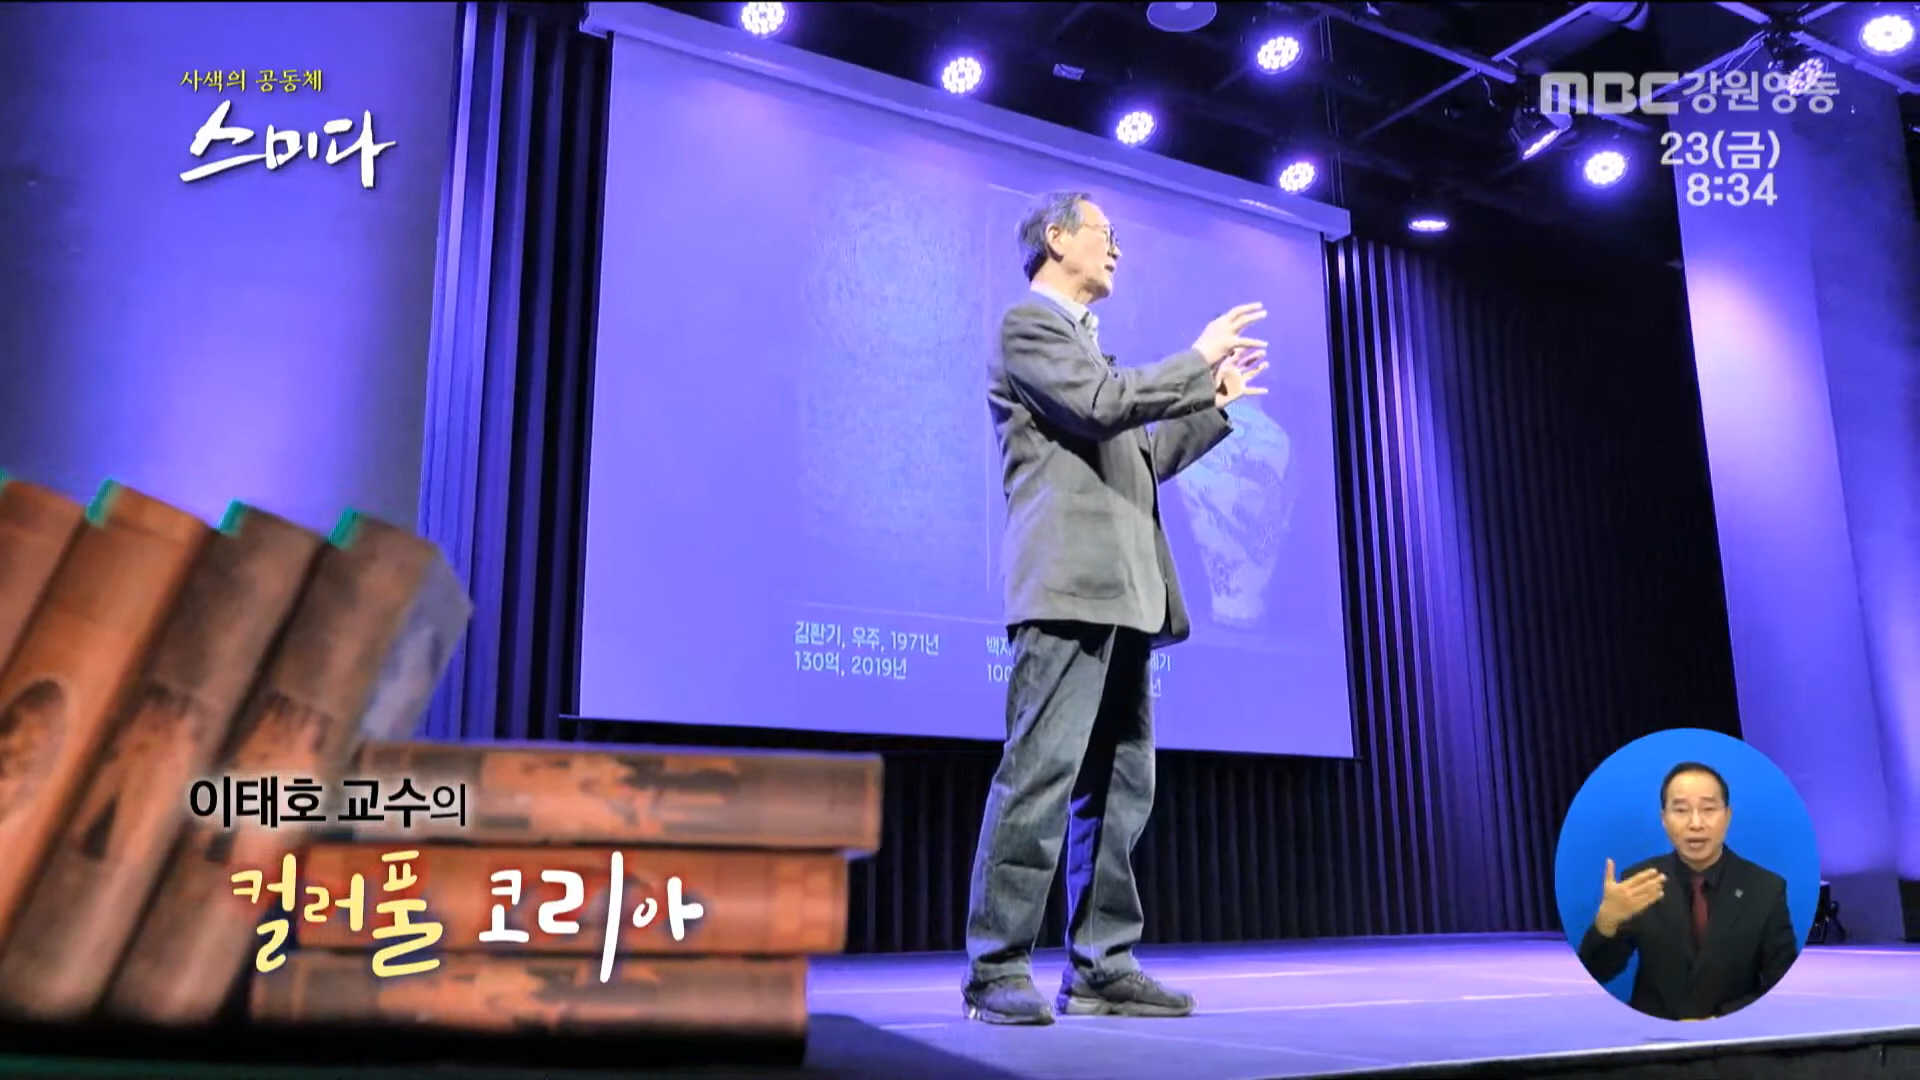 사색의 공동체
스미다
MBC강원영동
23(금)
8:34
김환기, 우주, 1971년
130억, 2019년
이태호 교수의
컬러풀 코리아